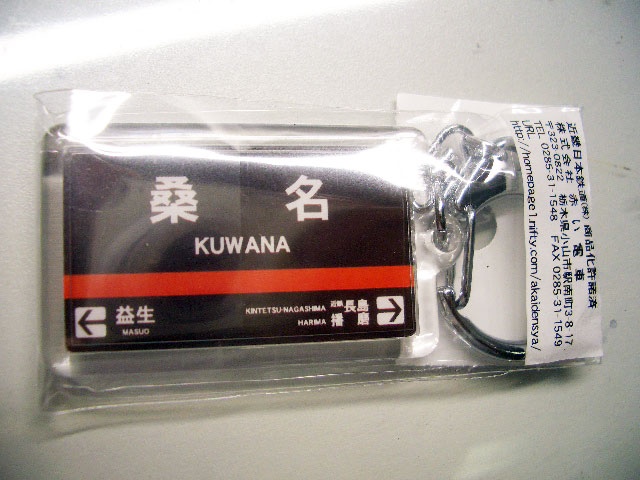 桑名
KUWANA
益生
MASUO
KINTETSU-NAGASHIMA 近鉄長島
HARIMA 播磨
近畿日本鉄道㈱商品化許諾済
株式会社 赤い電車
〒323-0822 栃木県小山市駅南町3-8-17
TEL 0285-31-1548 FAX 0285-31-1549
URL http://homepage1.nifty.com/akaidensya/